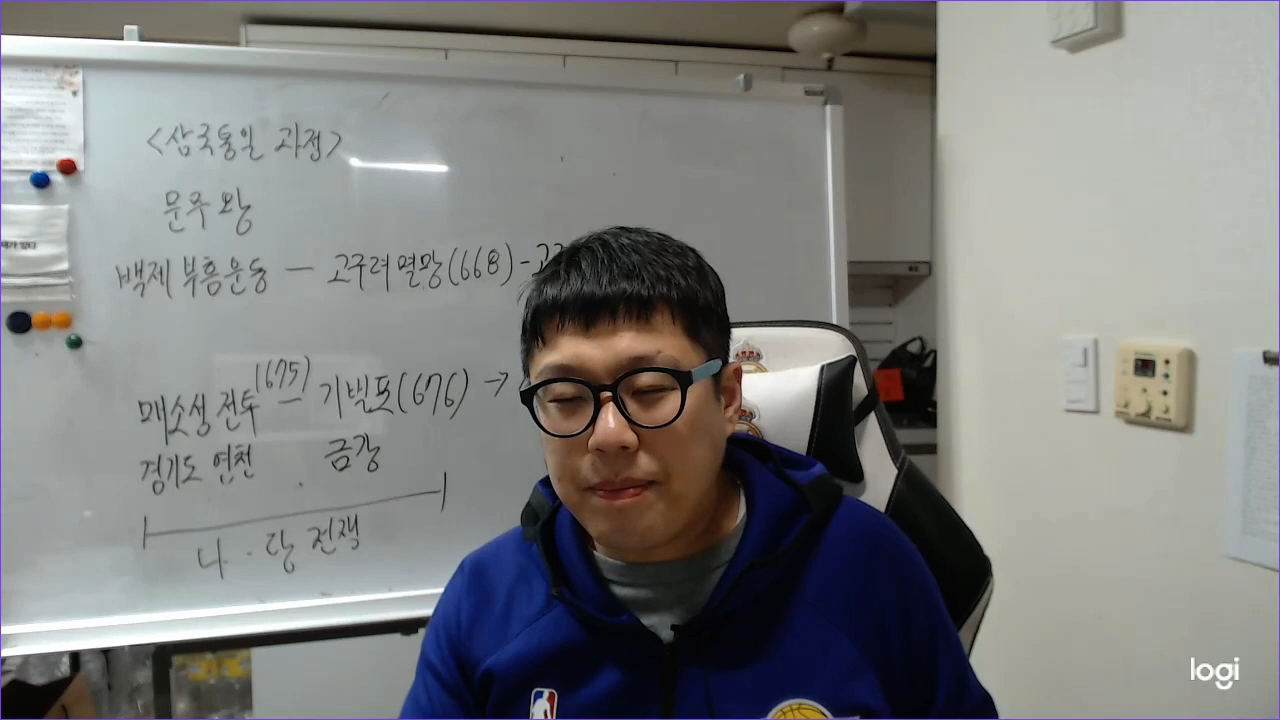 <삼국통일 과정>
문주왕
백제 부흥운동 — 고구려 멸망(668)-고
매소성 전투(675) — 기벌포(676) →
경기도 연천 금강
나·당 전쟁
logi